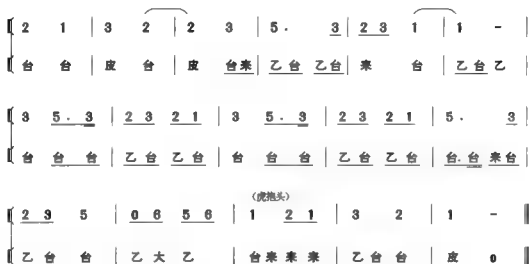 2 1 | 3 2 | 2 3 | 5 . 3 | 2 3 1 | 1 -
台 台 | 皮 台 | 皮 台来 | 乙台 乙台 | 来 台 | 乙台 乙
3 5 . 3 | 2 3 2 1 | 3 5 . 3 | 2 3 2 1 | 5 . 3
台 台 台 | 乙台 乙台 | 台 台 台 | 乙台 乙台 | 台.台 来台
(虎抱头)
2 3 5 | 0 6 5 6 | 1 2 1 | 3 2 | 1 -
乙 台 台 | 乙 大 乙 | 台 来 来 来 | 乙 台 台 | 皮 0